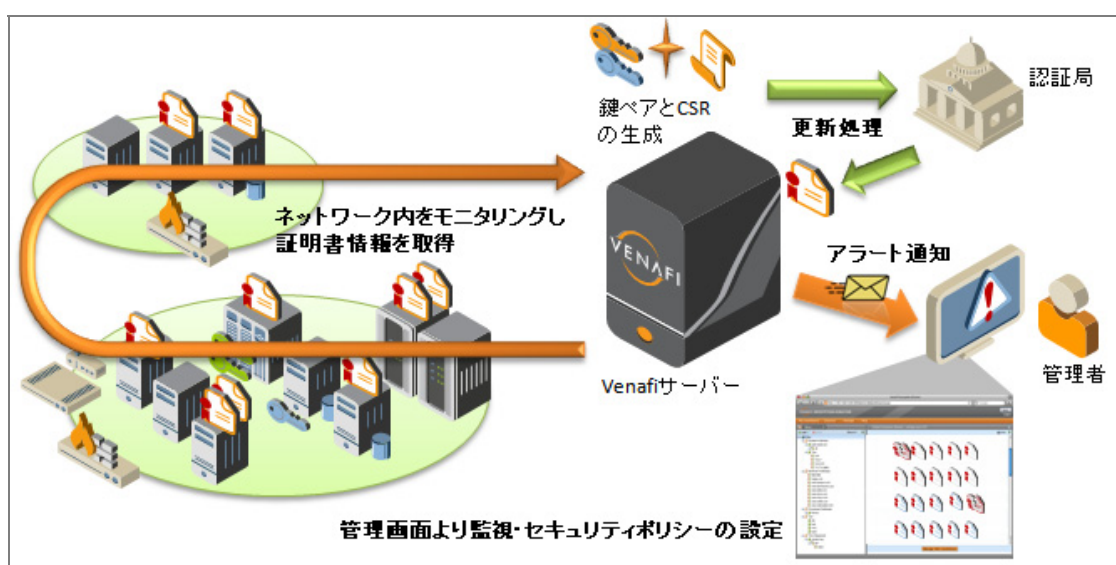 鍵ペアとCSR
の生成
認証局
更新処理
ネットワーク内をモニタリングし
証明書情報を取得
VENAFI
アラート通知
Venafiサーバー
管理者
管理画面より監視・セキュリティポリシーの設定